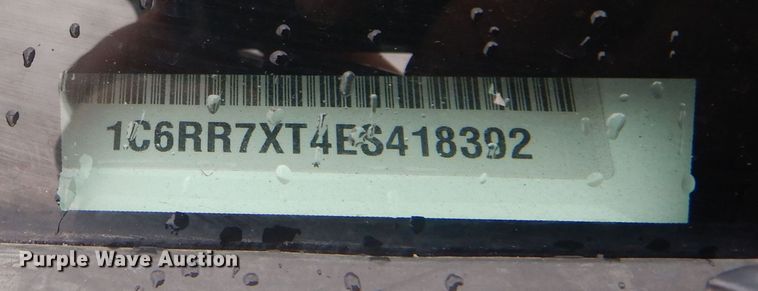 1C6RR7XT4ES418392
Purple Wave Auction